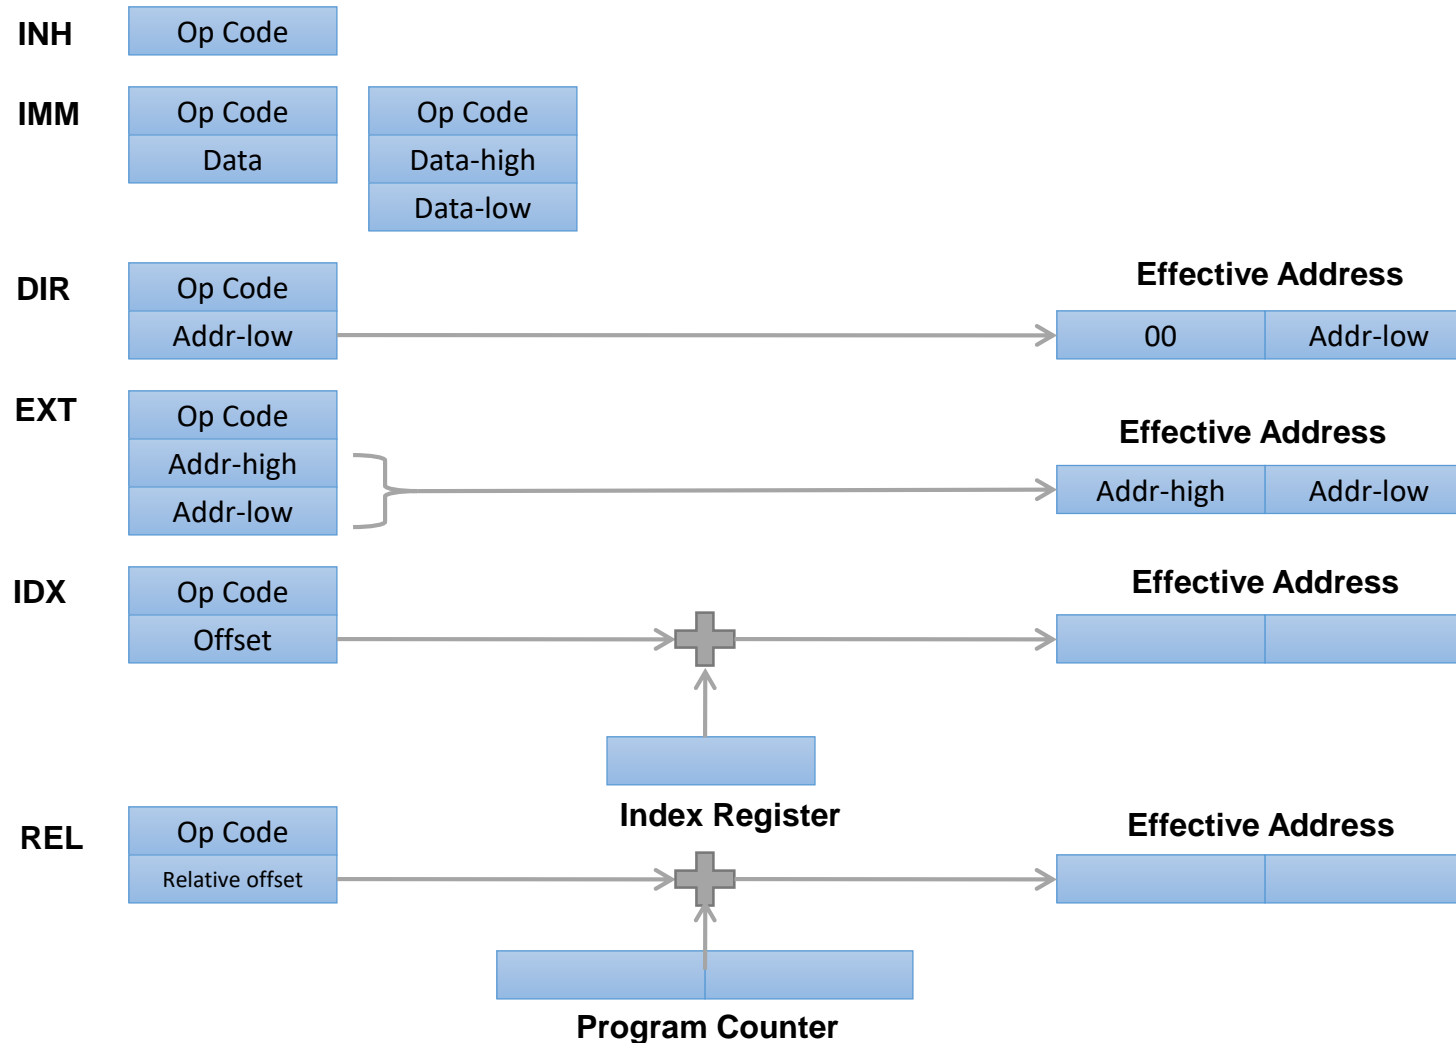 INH
Op Code
IMM
Op Code
Data
Op Code
Data-high
Data-low
DIR
Op Code
Addr-low
Effective Address
00
Addr-low
EXT
Op Code
Addr-high
Addr-low
Effective Address
Addr-high
Addr-low
IDX
Op Code
Offset
Effective Address
Index Register
REL
Op Code
Relative offset
Effective Address
Program Counter